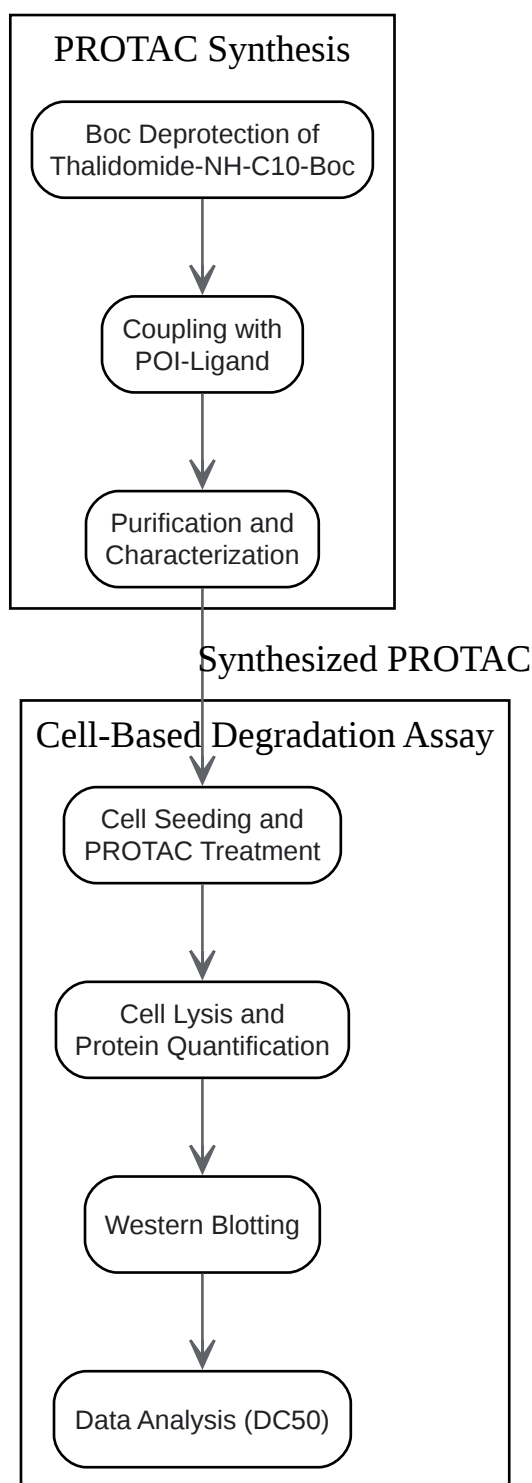 PROTAC Synthesis
Boc Deprotection of
Thalidomide-NH-C10-Boc
Coupling with
POI-Ligand
Purification and
Characterization
Synthesized PROTAC
Cell-Based Degradation Assay
Cell Seeding and
PROTAC Treatment
Cell Lysis and
Protein Quantification
Western Blotting
Data Analysis (DC50)